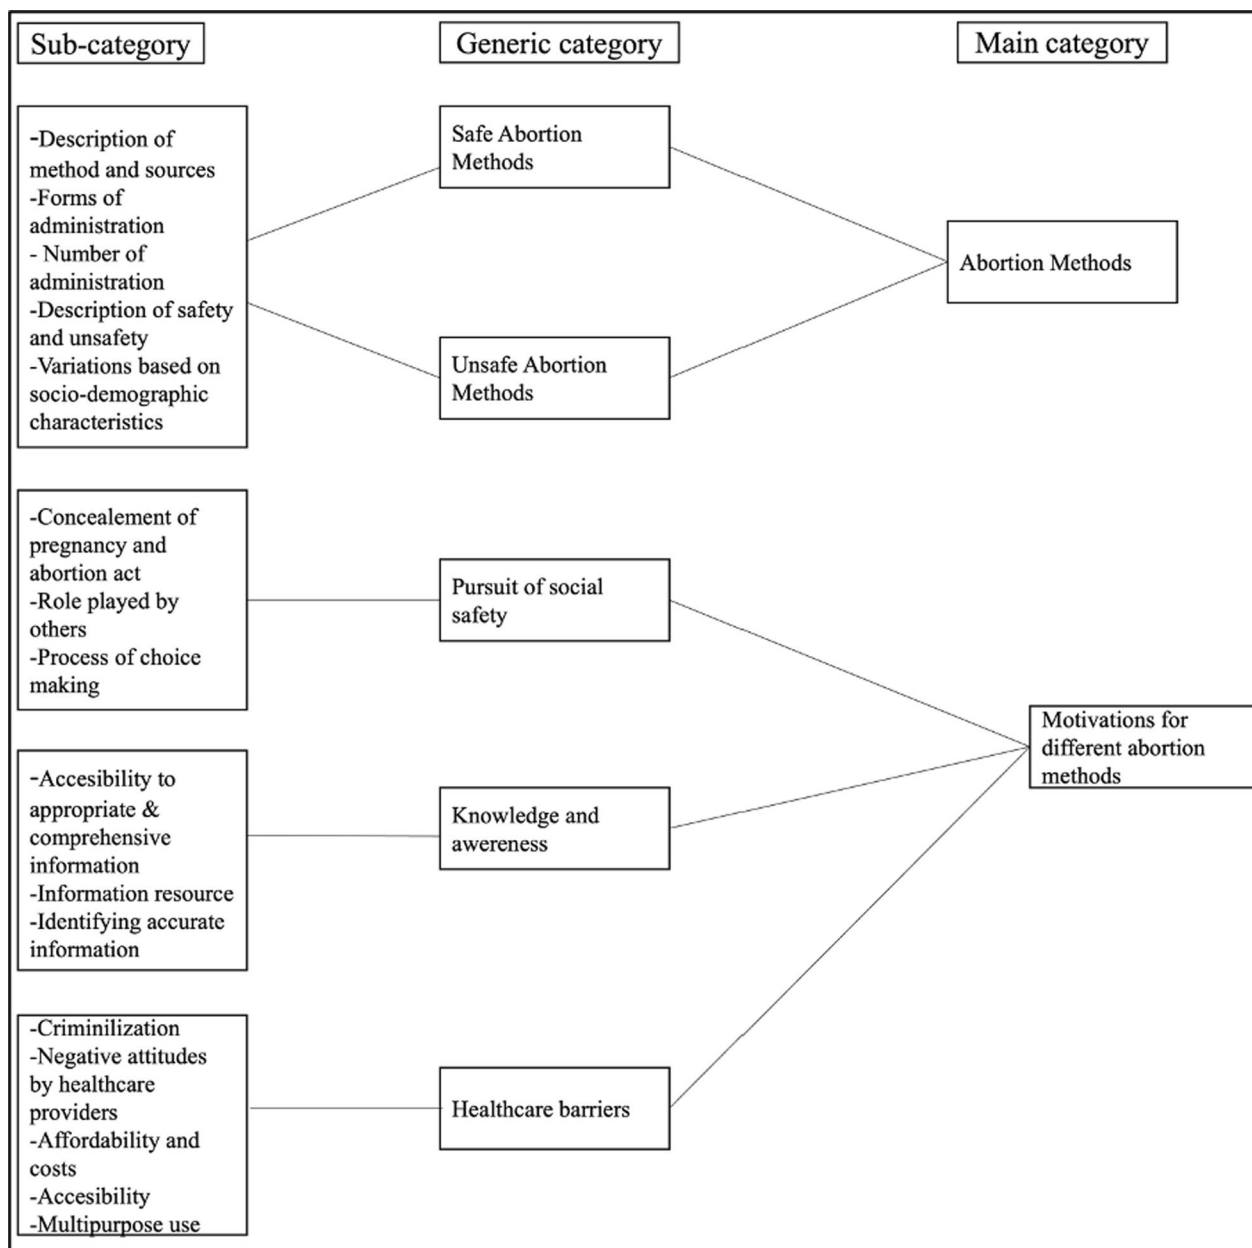 Sub-category
Generic category
Main category
-Description of
method and sources
-Forms of
administration
- Number of
administration
-Description of safety
and unsafety
-Variations based on
socio-demographic
characteristics
Safe Abortion
Methods
Unsafe Abortion
Methods
Abortion Methods
-Concealement of
pregnancy and
abortion act
-Role played by
others
-Process of choice
making
Pursuit of social
safety
-Accesibility to
appropriate &
comprehensive
information
-Information resource
-Identifying accurate
information
Knowledge and
awereness
-Criminilization
-Negative attitudes
by healthcare
providers
-Affordability and
costs
-Accesibility
-Multipurpose use
Healthcare barriers
Motivations for
different abortion
methods